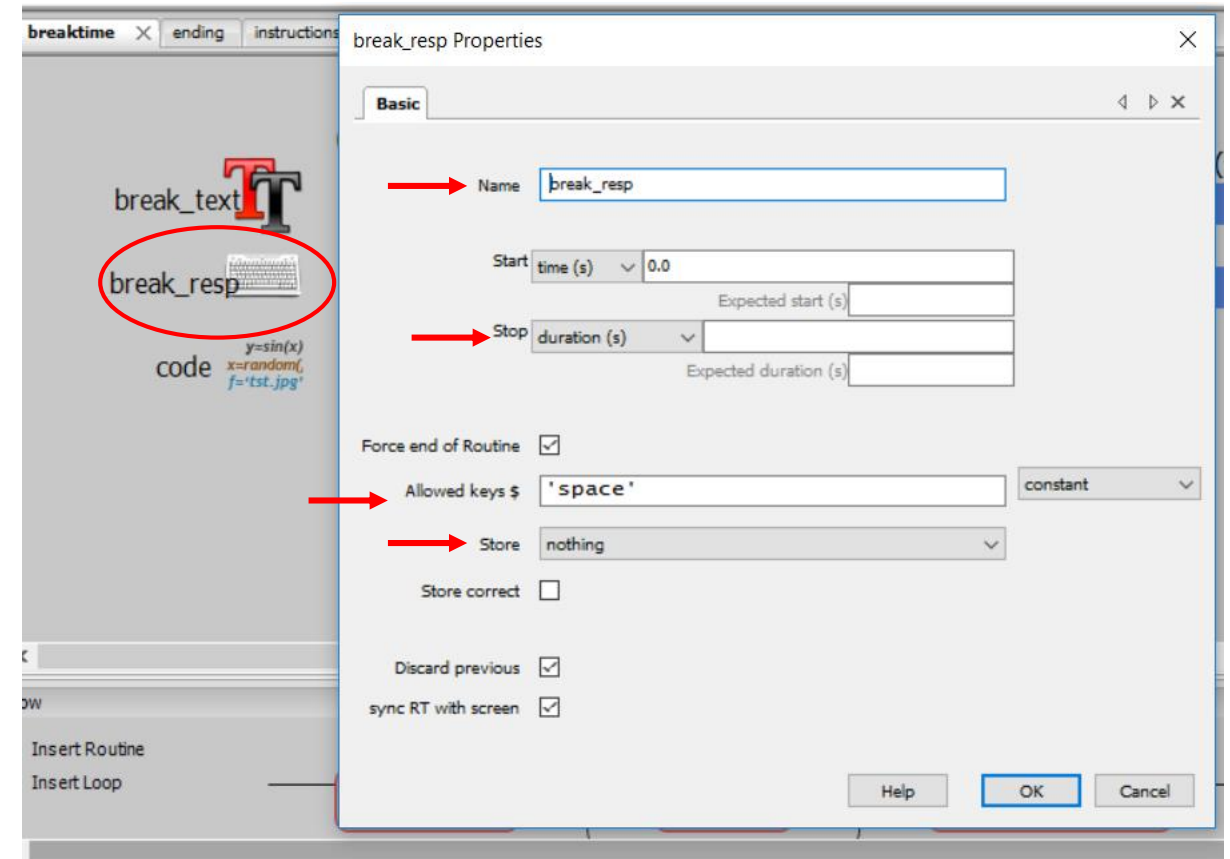 breaktime ending instructions
break_resp Properties
Basic
break_text
break_resp
code
y=sin(x)
x=random(,
f='tst.jpg'
Name break_resp
Start time (s) 0.0
Expected start (s)
Stop duration (s)
Expected duration (s)
Force end of Routine
Allowed keys $ 'space' constant
Store nothing
Store correct
Discard previous
sync RT with screen
Insert Routine
Insert Loop
Help OK Cancel